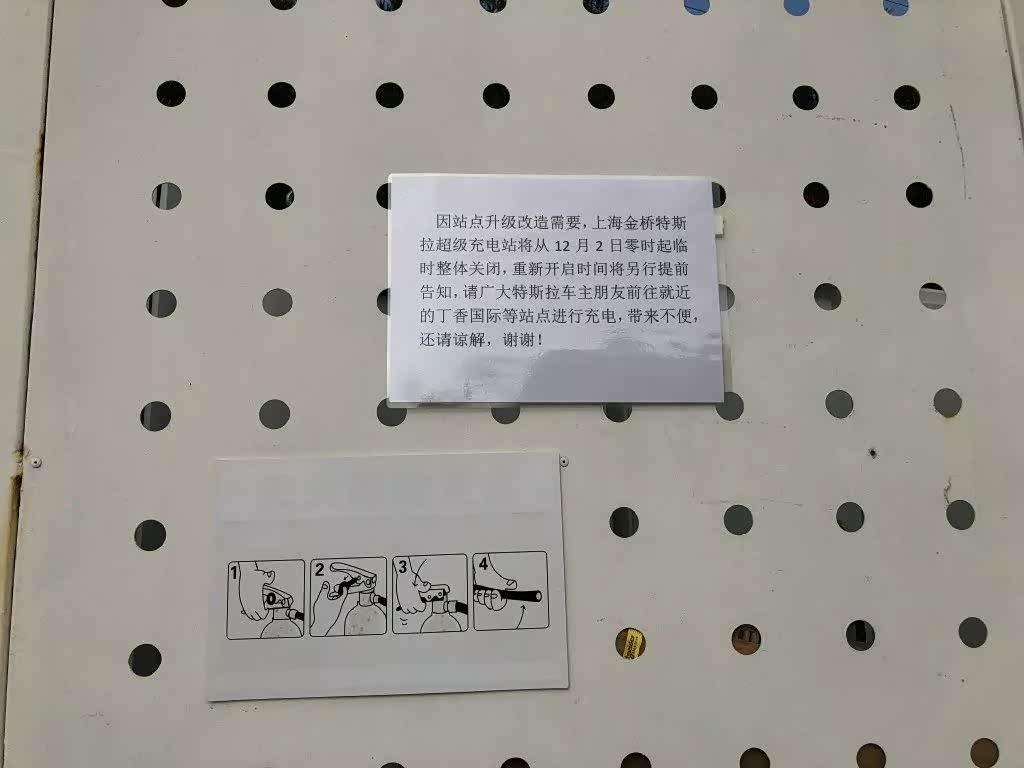 因站点升级改造需要，上海金桥特斯
拉超级充电站将从 12 月 2 日零时起临
时整体关闭，重新开启时间将另行提前
告知，请广大特斯拉车主朋友前往就近
的丁香国际等站点进行充电，带来不便，
还请谅解，谢谢！
1
2
3
4